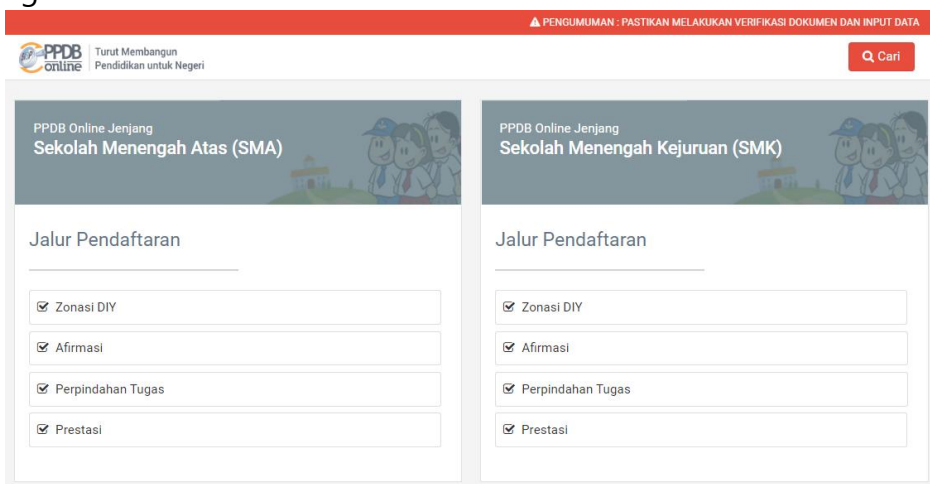 PENGUMUMAN : PASTIKAN MELAKUKAN VERIFIKASI DOKUMEN DAN INPUT DATA
PPDB
online
Turut Membangun
Pendidikan untuk Negeri
Cari
PPDB Online Jenjang
Sekolah Menengah Atas (SMA)
Jalur Pendaftaran
Zonasi DIY
Afirmasi
Perpindahan Tugas
Prestasi
PPDB Online Jenjang
Sekolah Menengah Kejuruan (SMK)
Jalur Pendaftaran
Zonasi DIY
Afirmasi
Perpindahan Tugas
Prestasi